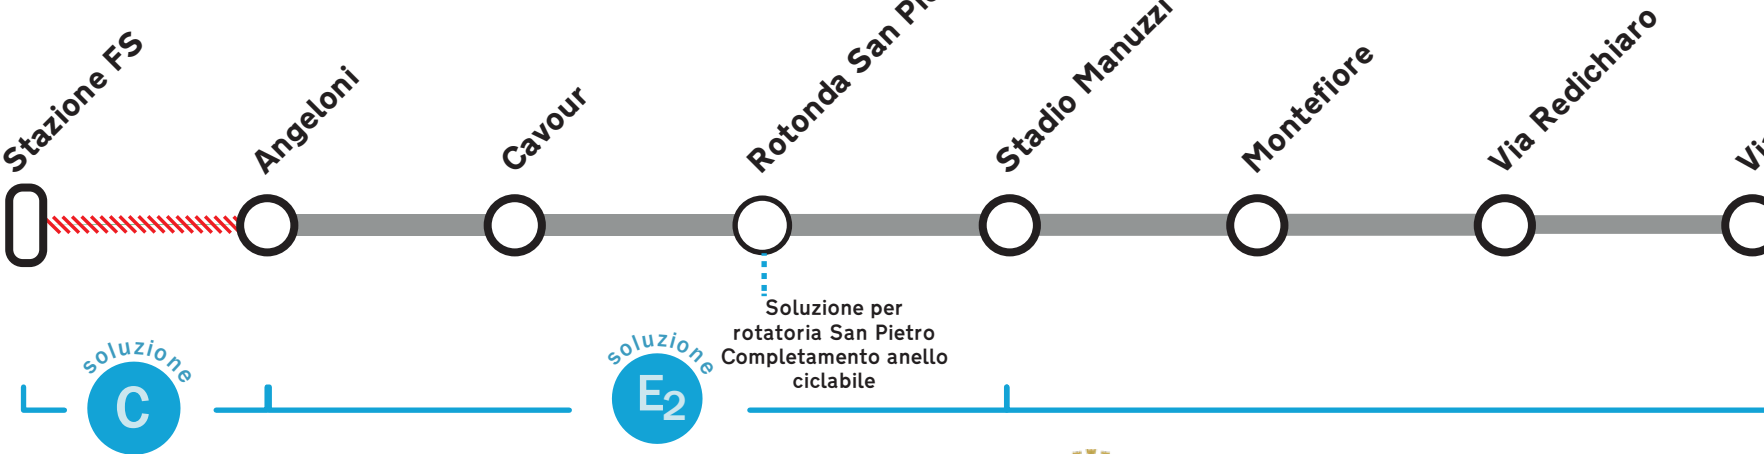 Stazione FS
Angeloni
Cavour
Rotonda San
Stadio Manuzzi
Montefiore
Via Redichiaro
Soluzione per
rotatoria San Pietro
Completamento anello
ciclabile
soluzione
C
soluzione
E2